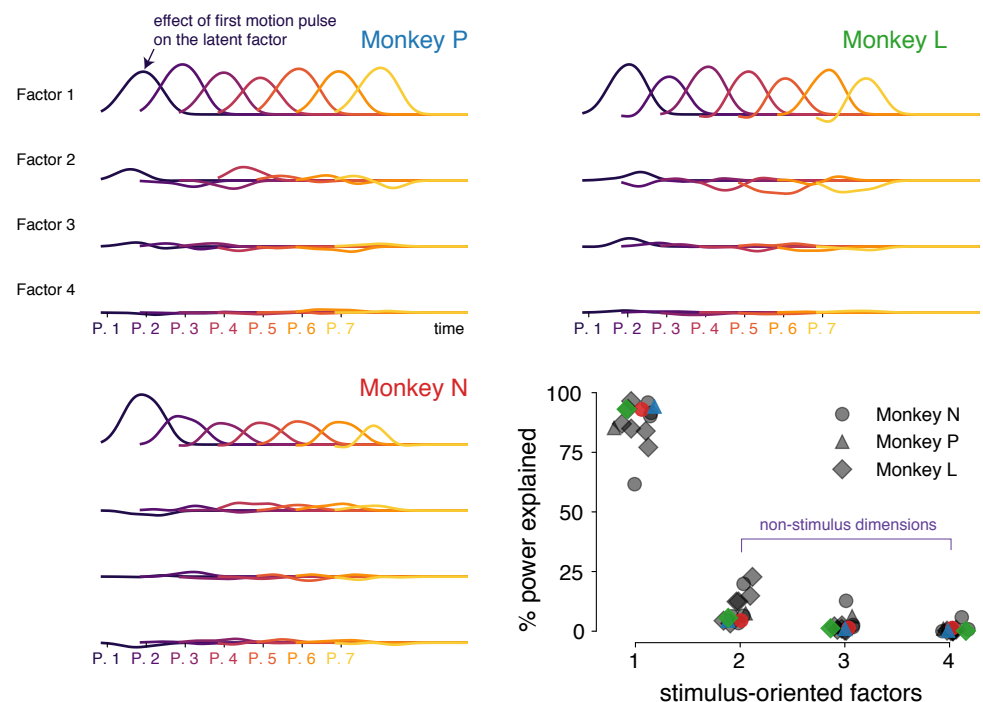 effect of first motion pulse
on the latent factor
Monkey P
Factor 1
Factor 2
Factor 3
Factor 4
P. 1 P. 2 P. 3 P. 4 P. 5 P. 6 P. 7 time
Monkey L
P. 1 P. 2 P. 3 P. 4 P. 5 P. 6 P. 7
Monkey N
P. 1 P. 2 P. 3 P. 4 P. 5 P. 6 P. 7
% power explained
100
75
50
25
0
Monkey N
Monkey P
Monkey L
non-stimulus dimensions
1 2 3 4
stimulus-oriented factors